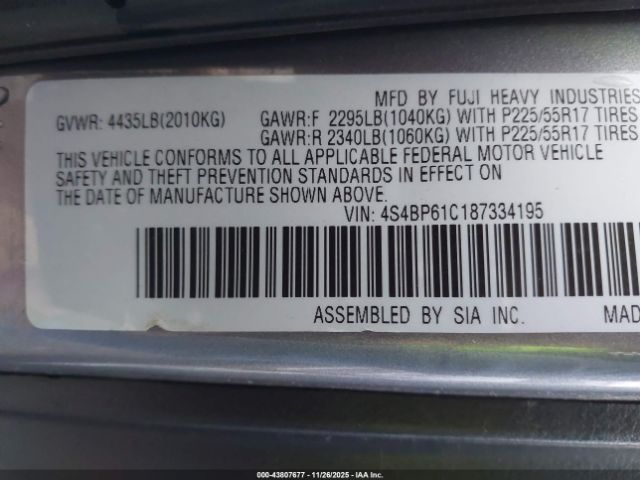 MFD BY FUJI HEAVY INDUSTRIES
GVWR: 4435LB(2010KG) GAWR:F 2295LB(1040KG) WITH P225/55R17 TIRES
GAWR:R 2340LB(1060KG) WITH P225/55R17 TIRES
THIS VEHICLE CONFORMS TO ALL APPLICABLE FEDERAL MOTOR VEHICLE
SAFETY AND THEFT PREVENTION STANDARDS IN EFFECT ON
THE DATE OF MANUFACTURE SHOWN ABOVE.
VIN: 4S4BP61C187334195
ASSEMBLED BY SIA INC. MAD
000-43807677 - 11/26/2025 - IAA Inc.